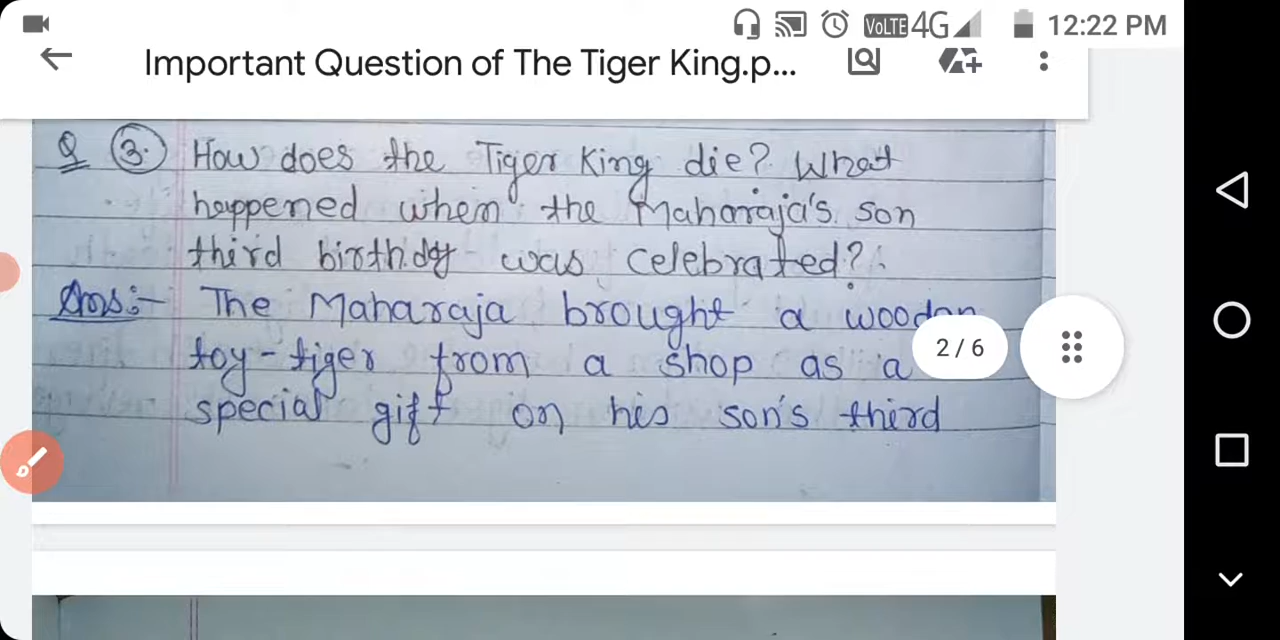 VoLTE 4G 12:22 PM
Important Question of The Tiger King.p...
Q 3. How does the Tiger King die? What
happened when the Maharaja's son
third birthday was celebrated?
Ans:- The Maharaja brought a wooden
toy-tiger from a shop as a
2/6
special gift on his son's third